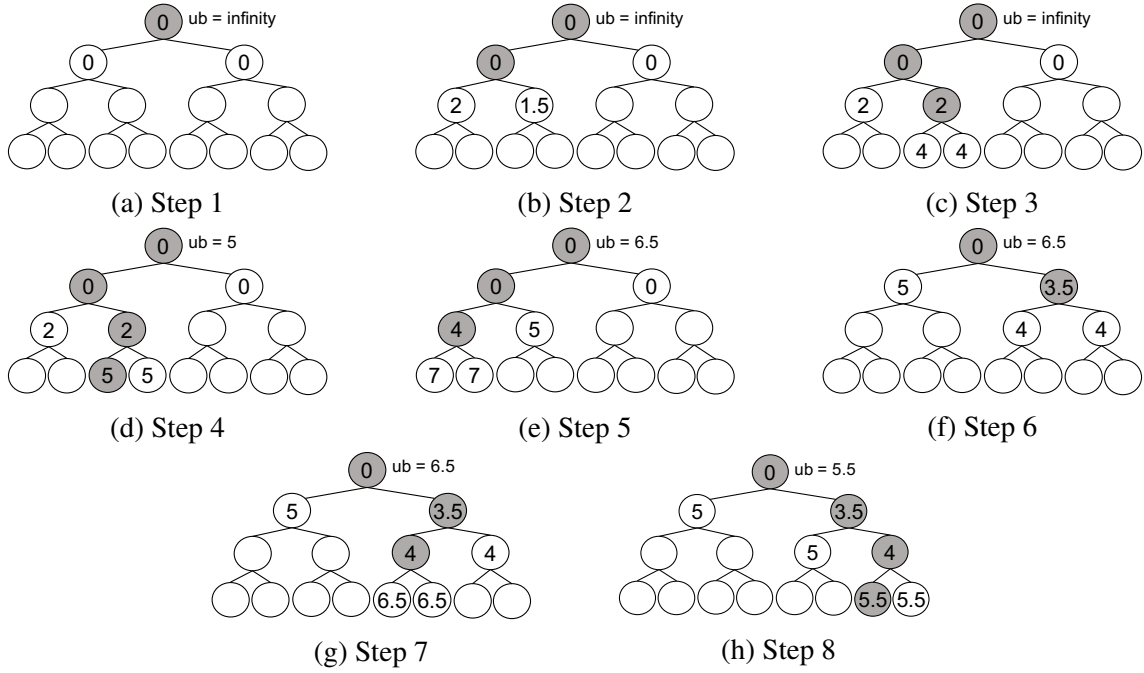 0 ub = infinity
0 0
(a) Step 1
0 ub = infinity
0 0
2 1.5
(b) Step 2
0 ub = infinity
0 0
2 2
4 4
(c) Step 3
0 ub = 5
0 0
2 2
5 5
(d) Step 4
0 ub = 6.5
0 0
4 5
7 7
(e) Step 5
0 ub = 6.5
5 3.5
4 4
(f) Step 6
0 ub = 6.5
5 3.5
4 4
6.5 6.5
(g) Step 7
0 ub = 5.5
5 3.5
5 4
5.5 5.5
(h) Step 8